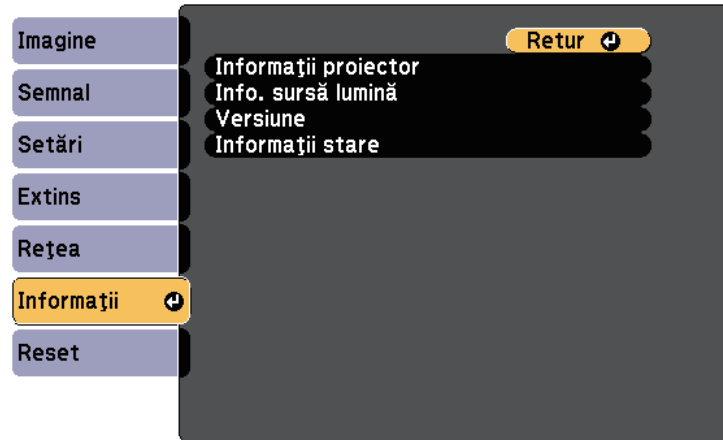 Imagine
Semnal
Setări
Extins
Reţea
Informaţii
Reset
Retur
Informaţii proiector
Info. sursă lumină
Versiune
Informaţii stare